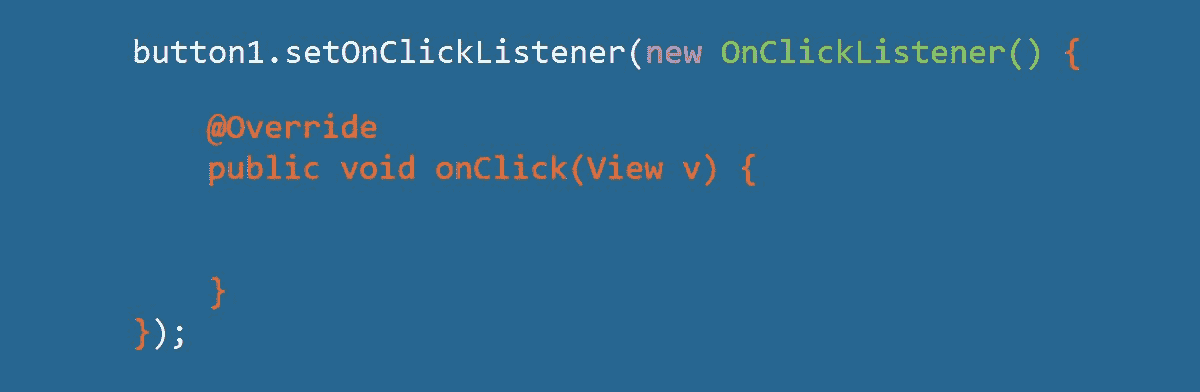 button1.setOnClickListener(new OnClickListener() {
@Override
public void onClick(View v) {
}
});